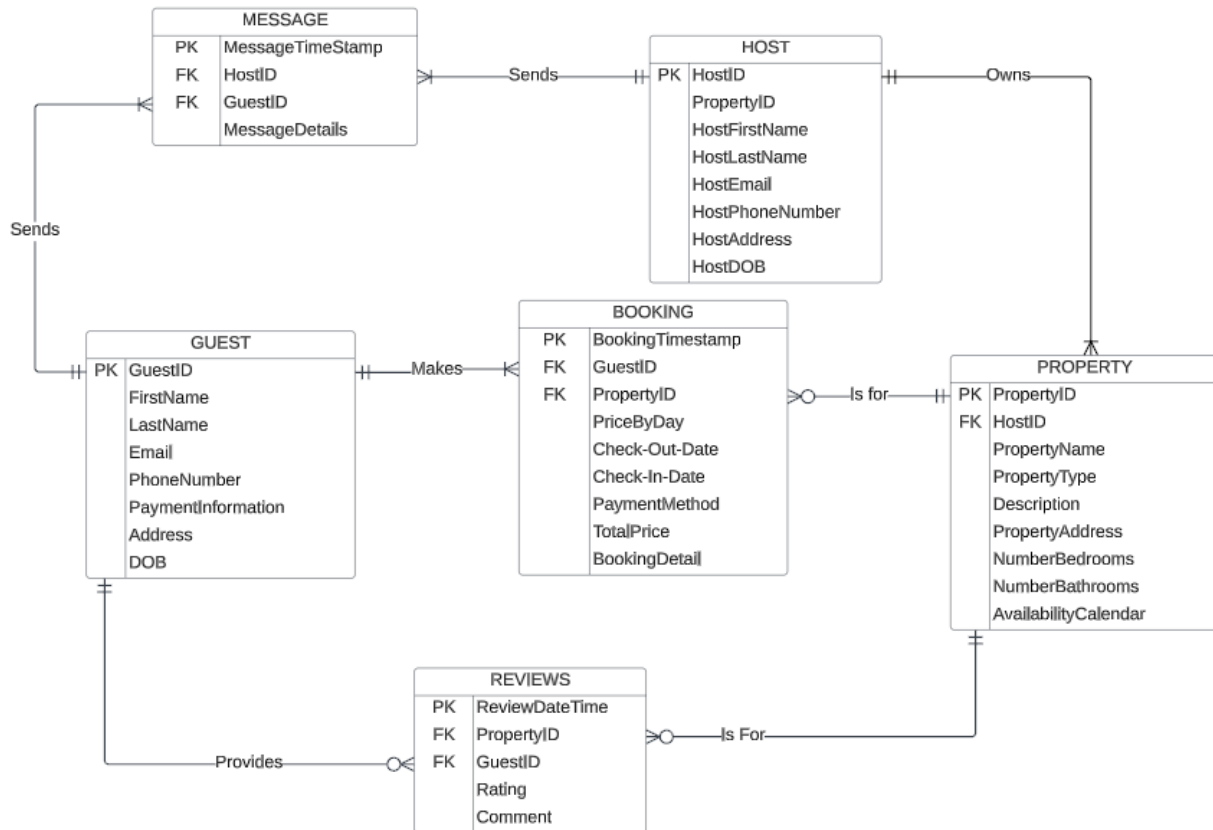 MESSAGE
PK MessageTimeStamp
FK HostID
FK GuestID
MessageDetails
Sends
HOST
PK HostID
PropertyID
HostFirstName
HostLastName
HostEmail
HostPhoneNumber
HostAddress
HostDOB
Owns
Sends
GUEST
PK GuestID
FirstName
LastName
Email
PhoneNumber
PaymentInformation
Address
DOB
Makes
BOOKING
PK BookingTimestamp
FK GuestID
FK PropertyID
PriceByDay
Check-Out-Date
Check-In-Date
PaymentMethod
TotalPrice
BookingDetail
Is for
PROPERTY
PK PropertyID
FK HostID
PropertyName
PropertyType
Description
PropertyAddress
NumberBedrooms
NumberBathrooms
AvailabilityCalendar
Provides
REVIEWS
PK ReviewDateTime
FK PropertyID
FK GuestID
Rating
Comment
Is For